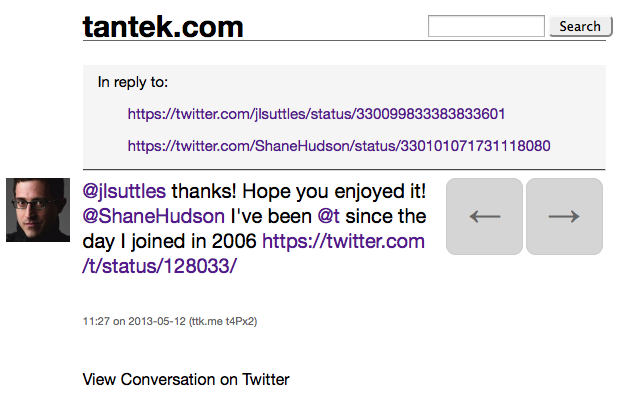 tantek.com
Search
In reply to:
https://twitter.com/jlsuttles/status/330099833383833601
https://twitter.com/ShaneHudson/status/330101071731118080
@jlsuttles thanks! Hope you enjoyed it!
@ShaneHudson I've been @t since the
day I joined in 2006 https://twitter.com
/t/status/128033/
← →
11:27 on 2013-05-12 (ttk.me t4Px2)
View Conversation on Twitter